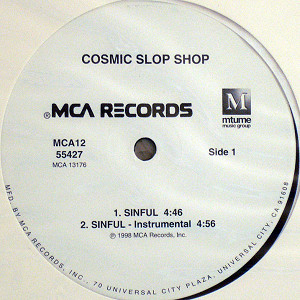 COSMIC SLOP SHOP
®MCA RECORDS
M
mtume
music group
MCA12
55427
MCA 13176
Side 1
1. SINFUL 4:46
2. SINFUL - Instrumental 4:56
℗ 1998 MCA Records, Inc.
MFD. BY MCA RECORDS, INC., 70 UNIVERSAL CITY PLAZA, UNIVERSAL CITY, CA. 91608